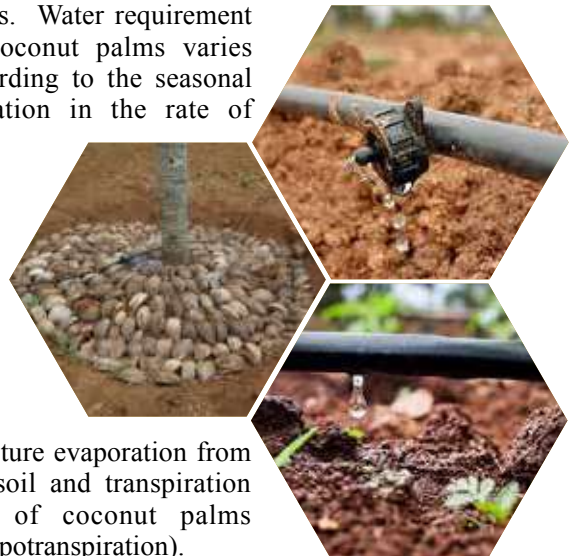 s. Water requirement
oconut palms varies
rding to the seasonal
ation in the rate of
ture evaporation from
soil and transpiration
of coconut palms
potranspiration).